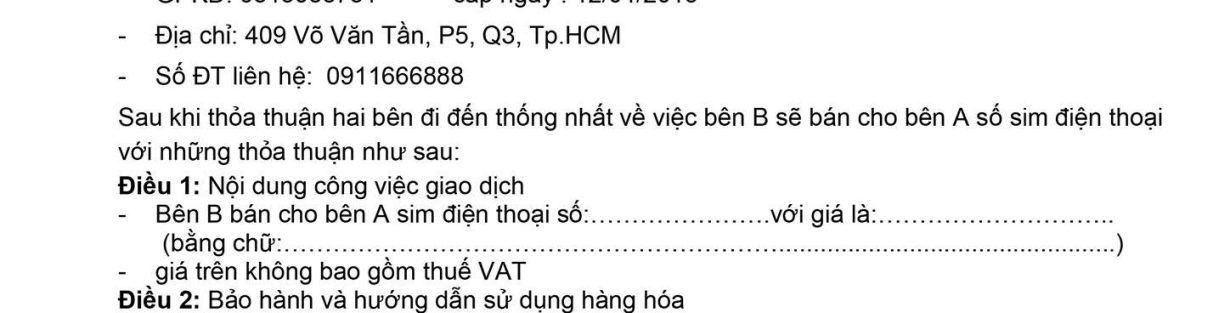 - Địa chỉ: 409 Võ Văn Tần, P5, Q3, Tp.HCM
- Số ĐT liên hệ: 0911666888
Sau khi thỏa thuận hai bên đi đến thống nhất về việc bên B sẽ bán cho bên A số sim điện thoại
với những thỏa thuận như sau:
Điều 1: Nội dung công việc giao dịch
- Bên B bán cho bên A sim điện thoại số:........................với giá là:..............................
(bằng chữ:................................................................................................................)
- giá trên không bao gồm thuế VAT
Điều 2: Bảo hành và hướng dẫn sử dụng hàng hóa